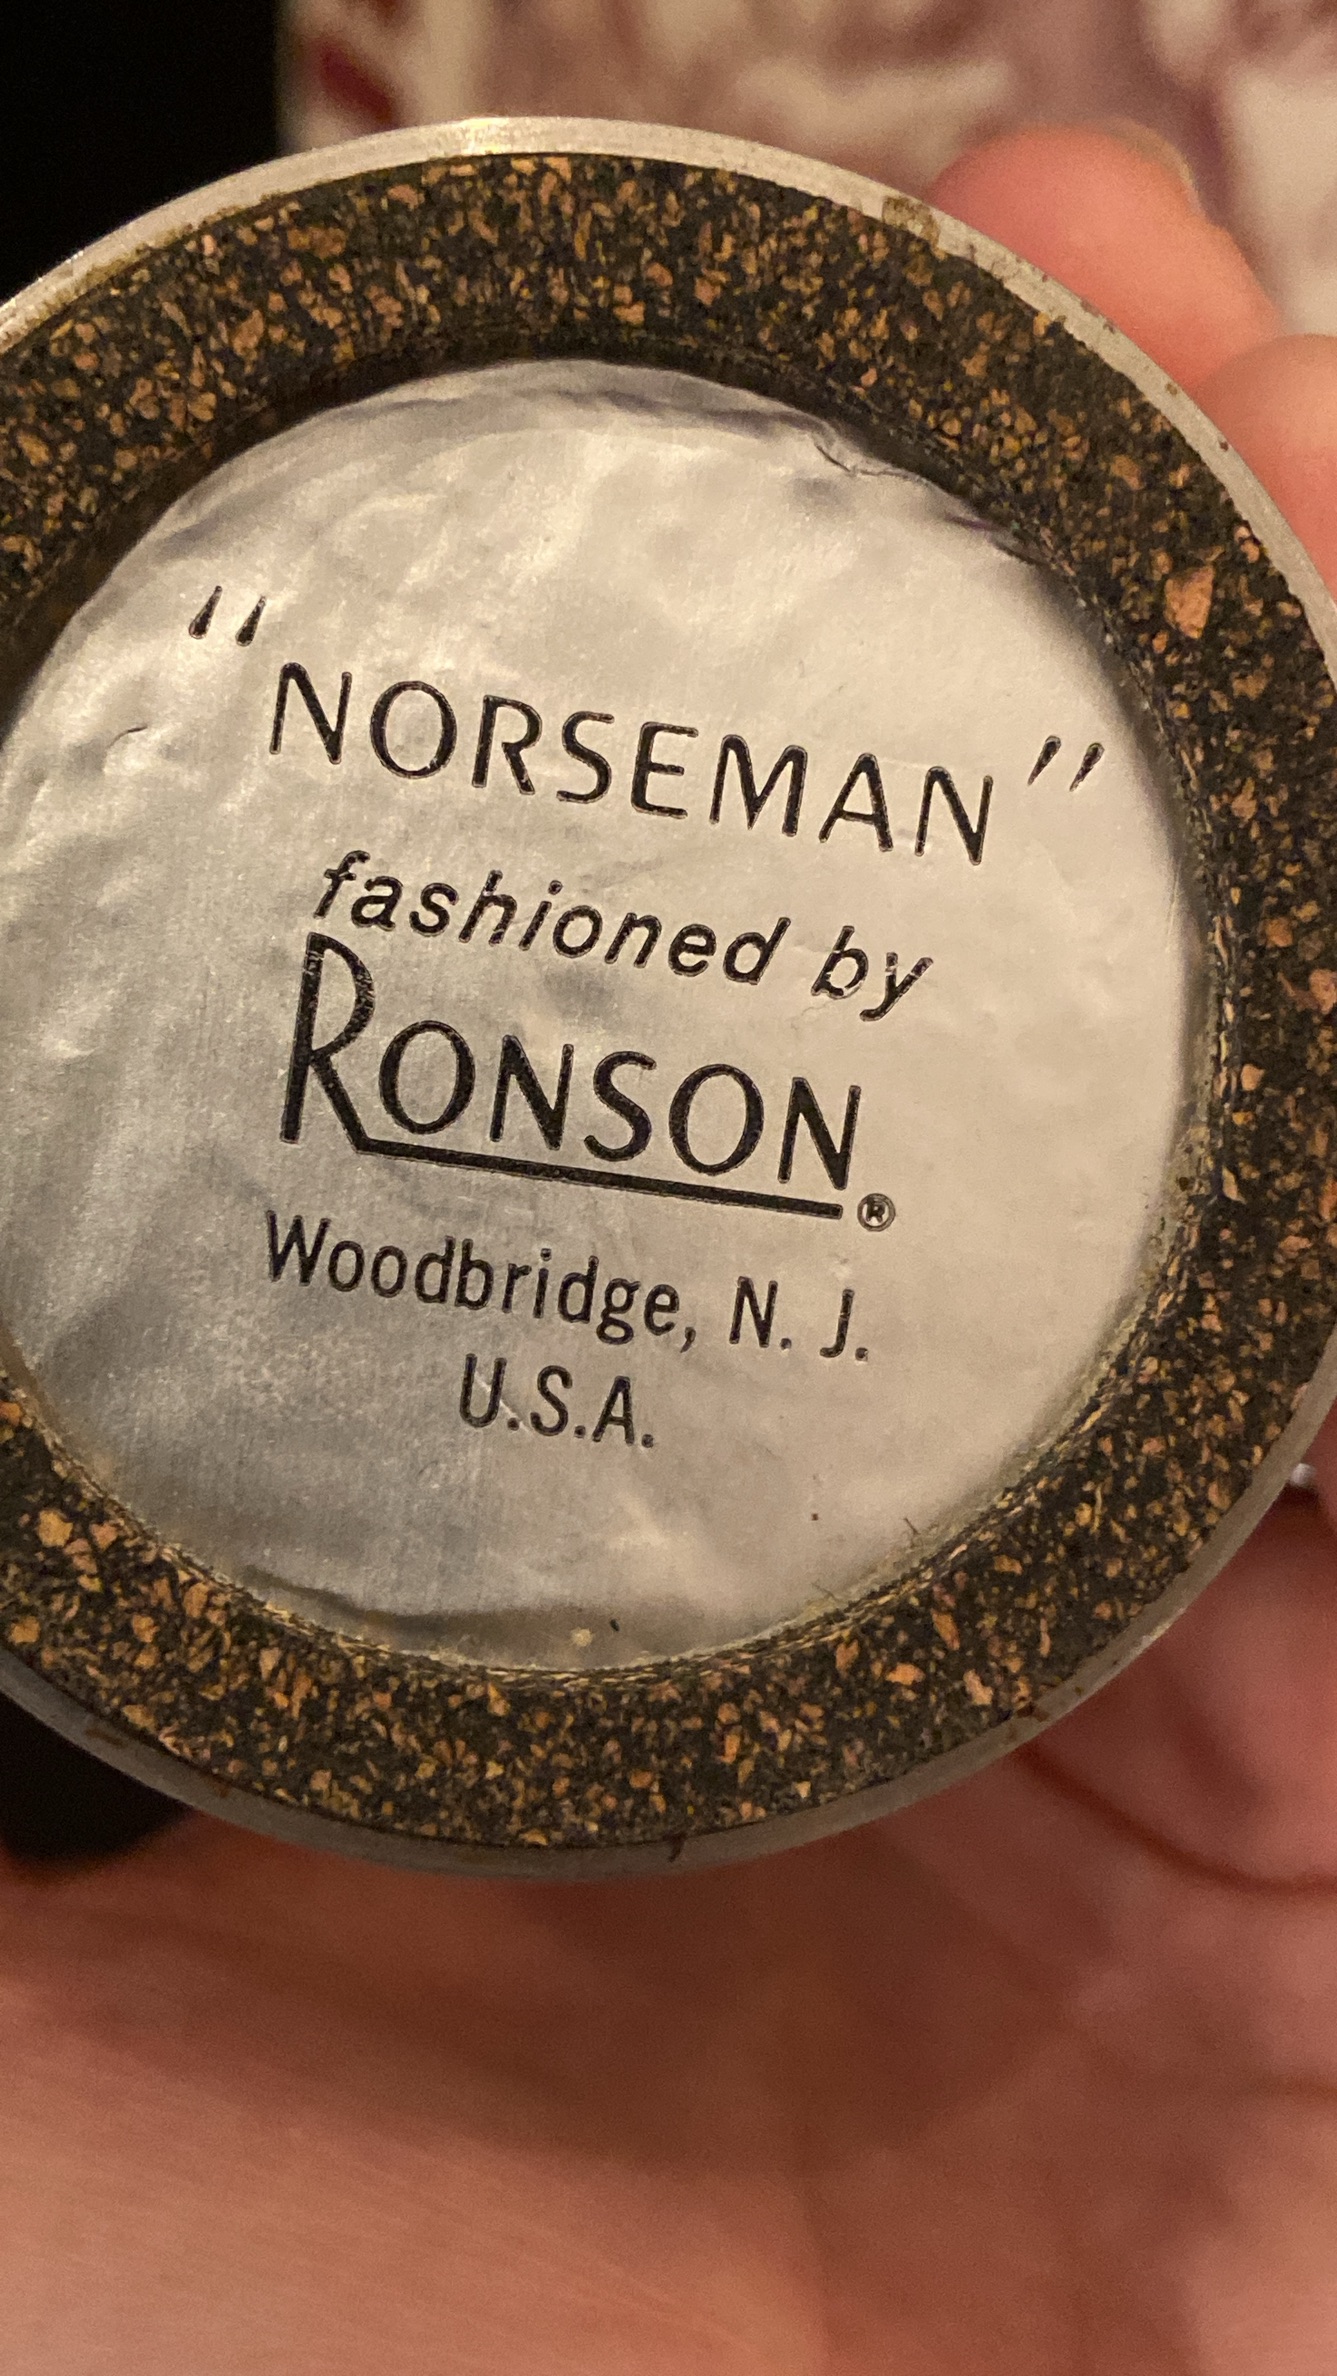 "NORSEMAN"
fashioned by
RONSON®
Woodbridge, N. J.
U.S.A.